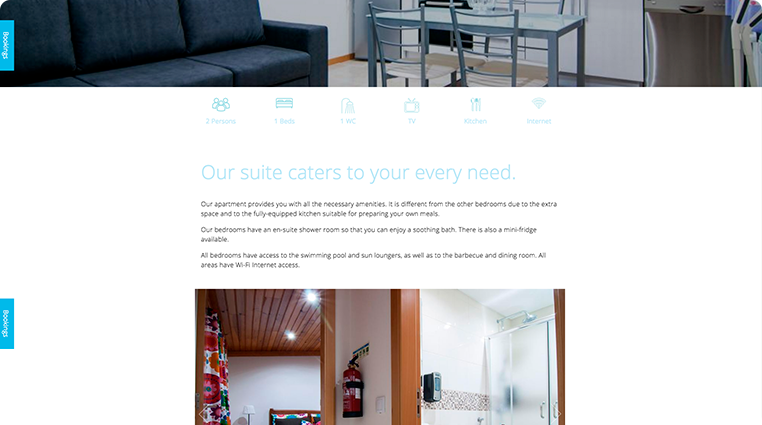 Bookings
2 Persons
1 Beds
1 WC
TV
Kitchen
Internet
Our suite caters to your every need.
Our apartment provides you with all the necessary amenities. It is different from the other bedrooms due to the extra
space and to the fully-equipped kitchen suitable for preparing your own meals.
Our bedrooms have an en-suite shower room so that you can enjoy a soothing bath. There is also a mini-fridge
available.
All bedrooms have access to the swimming pool and sun loungers, as well as to the barbecue and dining room. All
areas have Wi-Fi Internet access.
Bookings